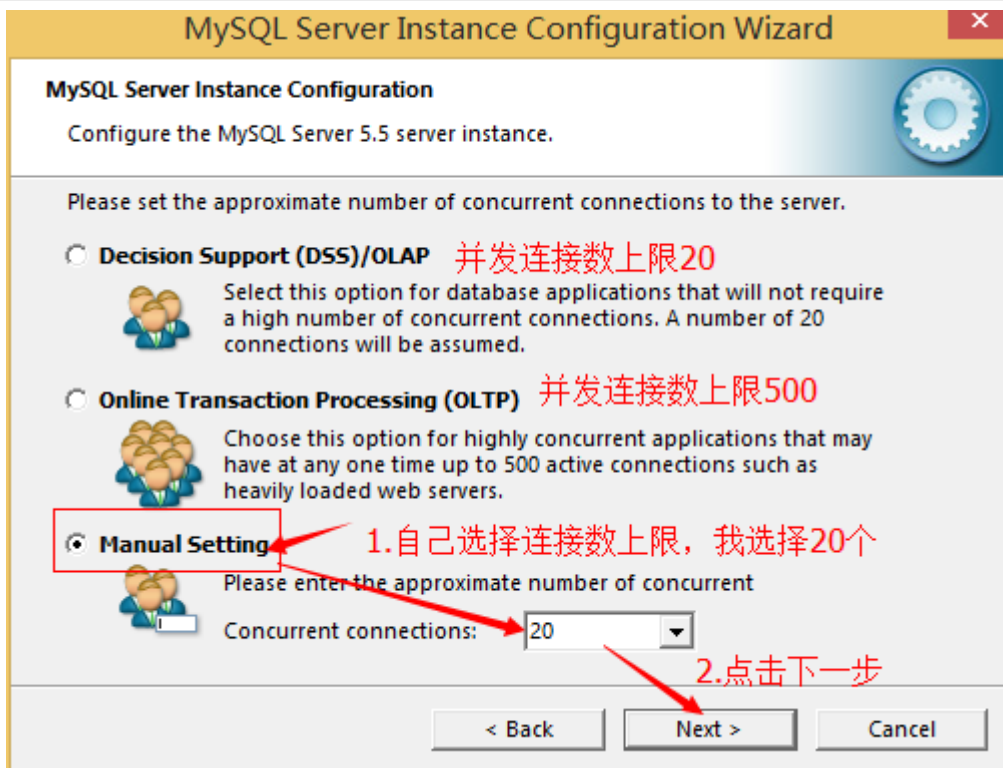 MySQL Server Instance Configuration Wizard
MySQL Server Instance Configuration
Configure the MySQL Server 5.5 server instance.
Please set the approximate number of concurrent connections to the server.
Decision Support (DSS)/OLAP 并发连接数上限20
Select this option for database applications that will not require
a high number of concurrent connections. A number of 20
connections will be assumed.
Online Transaction Processing (OLTP) 并发连接数上限500
Choose this option for highly concurrent applications that may
have at any one time up to 500 active connections such as
heavily loaded web servers.
Manual Setting 1.自己选择连接数上限，我选择20个
Please enter the approximate number of concurrent
Concurrent connections: 20
2.点击下一步
< Back Next > Cancel